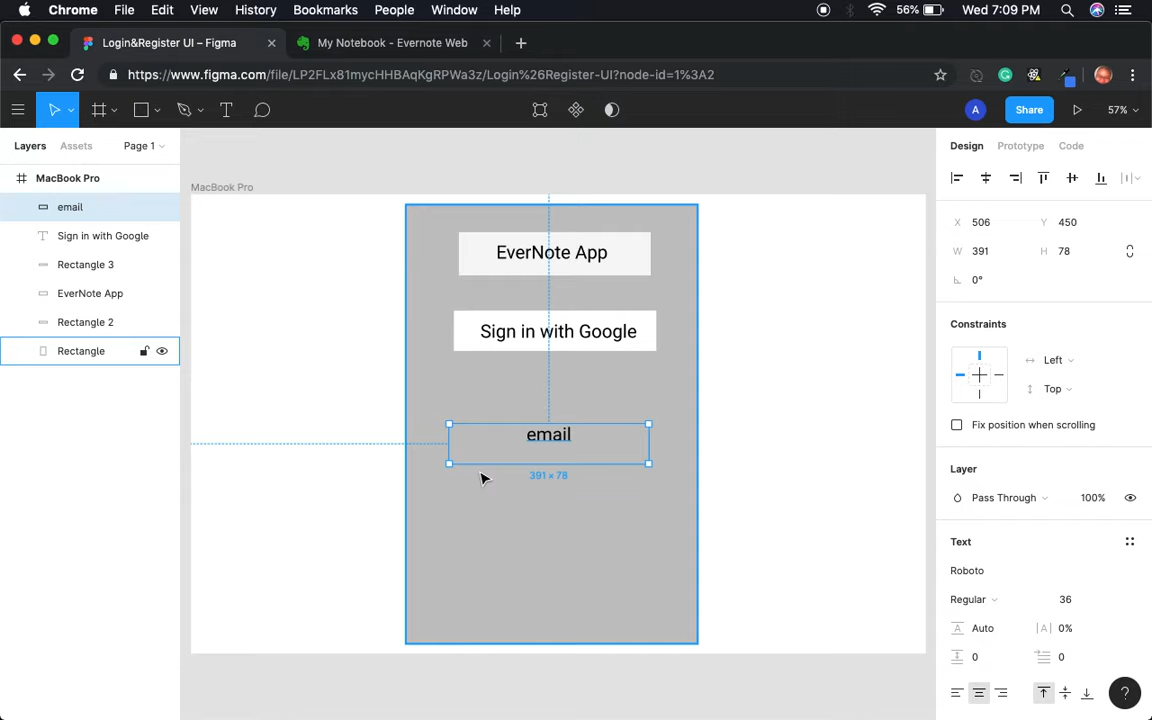 Chrome File Edit View History Bookmarks People Window Help 56% Wed 7:09 PM
Login&Register UI – Figma My Notebook - Evernote Web
https://www.figma.com/file/LP2FLx81mycHHBAqKgRPWa3z/Login%26Register-UI?node-id=1%3A2
A Share 57%
Layers Assets Page 1 Design Prototype Code
MacBook Pro
MacBook Pro
email
Sign in with Google
Rectangle 3
EverNote App
Rectangle 2
Rectangle
EverNote App
Sign in with Google
email
391 × 78
X 506 Y 450
W 391 H 78
0°
Constraints
Left
Top
Fix position when scrolling
Layer
Pass Through 100%
Text
Roboto
Regular 36
A Auto |A| 0%
0 0
?